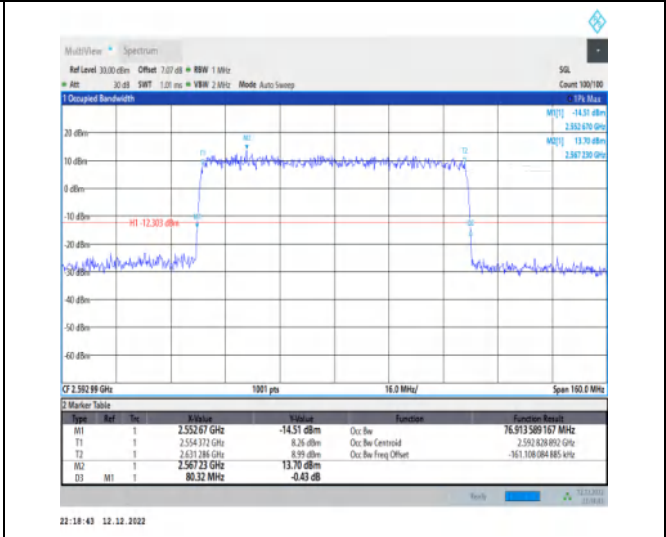 MultiView Spectrum
Ref Level 30.00 dBm Offset 7.07 dB RBW 1 MHz SGL
Att 30 dB SWT 1.01 ms VBW 2 MHz Mode Auto Sweep Count 100/100
1 Occupied Bandwidth 1Pk Max
M1[1] -14.51 dBm
2.552 670 GHz
20 dBm M2 M2[1] 13.70 dBm
2.567 230 GHz
T1 T2
10 dBm
0 dBm
-10 dBm
H1 -12.303 dBm
-20 dBm
-30 dBm
-40 dBm
-50 dBm
-60 dBm
CF 2.592 99 GHz 1001 pts 16.0 MHz/ Span 160.0 MHz
2 Marker Table
Type Ref Trc X-Value Y-Value Function Function Result
M1 1 2.552 67 GHz -14.51 dBm Occ Bw 76.913 589 167 MHz
T1 1 2.554 372 GHz 8.26 dBm Occ Bw Centroid 2.592 828 892 GHz
T2 1 2.631 286 GHz 8.99 dBm Occ Bw Freq Offset -161.108 084 885 kHz
M2 1 2.567 23 GHz 13.70 dBm
D3 M1 1 80.32 MHz -0.43 dB
Ready
22:18:43 12.12.2022